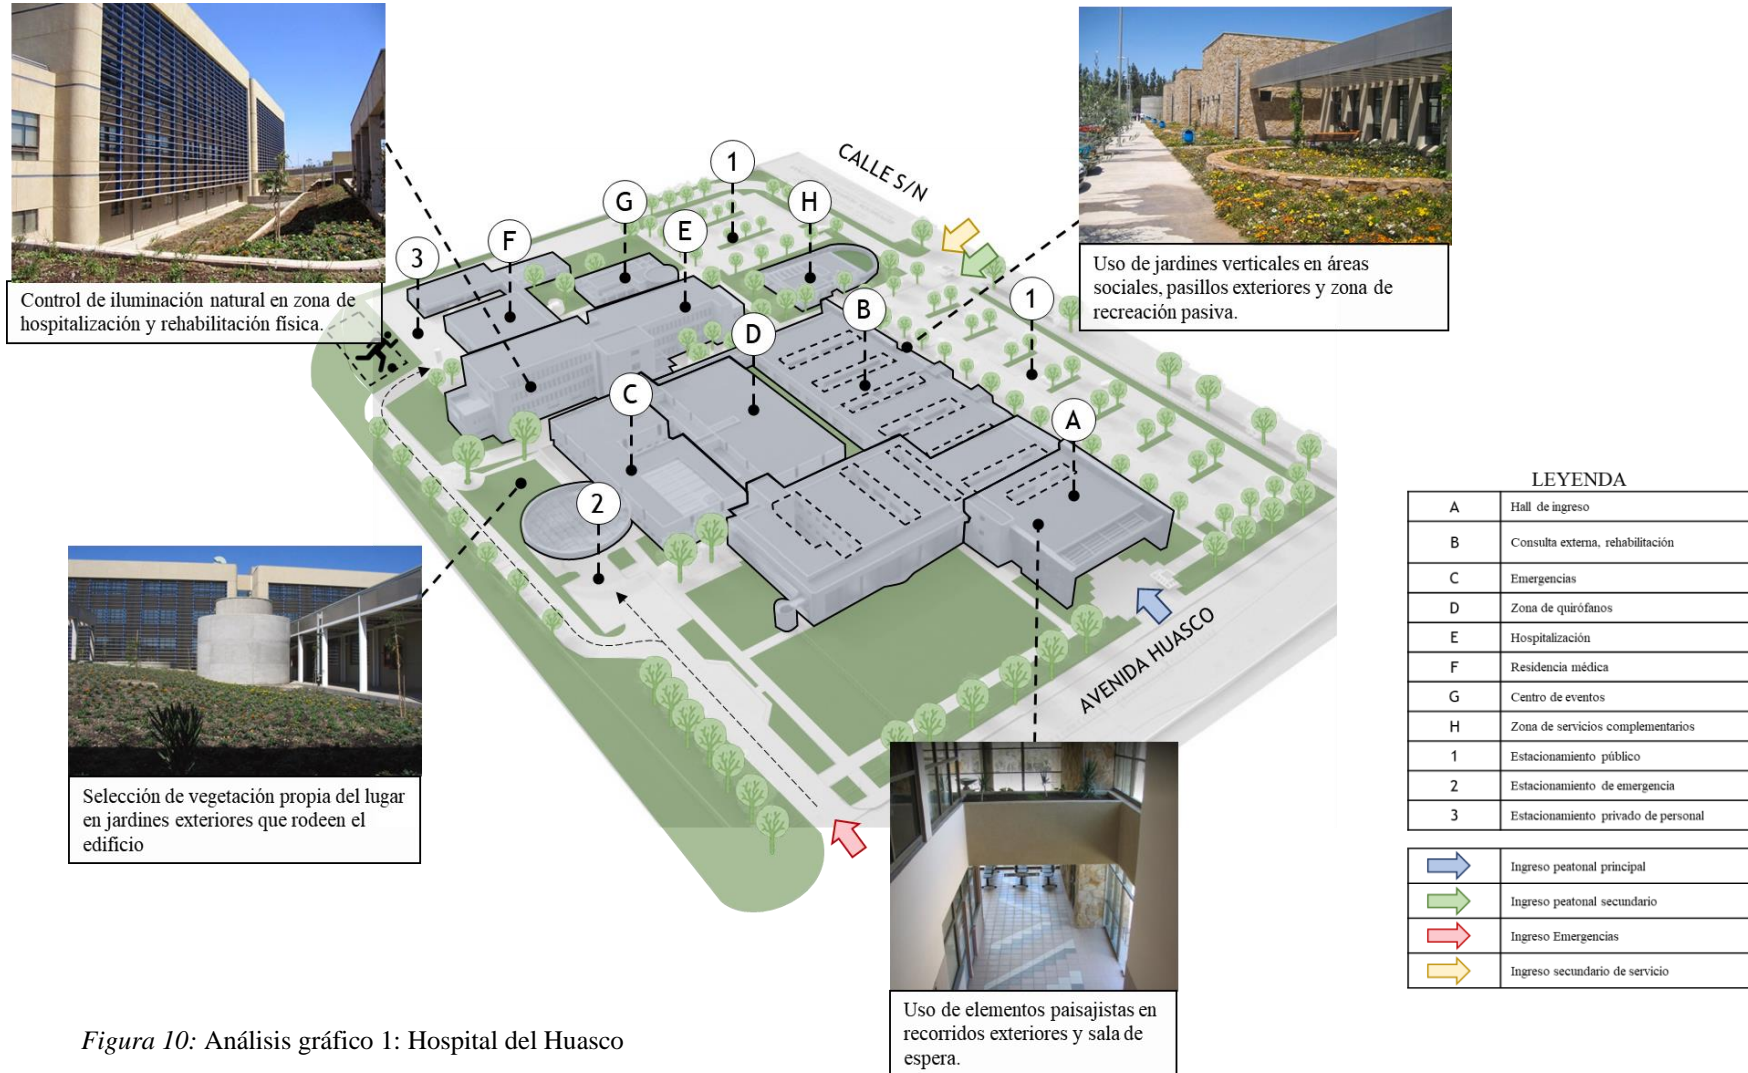 Control de iluminación natural en zona de
hospitalización y rehabilitación física.
Uso de jardines verticales en áreas
sociales, pasillos exteriores y zona de
recreación pasiva.
CALLE S/N
1
H
G
E
F
3
1
B
D
C
A
2
AVENIDA HUASCO
Selección de vegetación propia del lugar
en jardines exteriores que rodeen el
edificio
Uso de elementos paisajistas en
recorridos exteriores y sala de
espera.
LEYENDA
A Hall de ingreso
B Consulta externa, rehabilitación
C Emergencias
D Zona de quirófanos
E Hospitalización
F Residencia médica
G Centro de eventos
H Zona de servicios complementarios
1 Estacionamiento público
2 Estacionamiento de emergencia
3 Estacionamiento privado de personal
Ingreso peatonal principal
Ingreso peatonal secundario
Ingreso Emergencias
Ingreso secundario de servicio
Figura 10: Análisis gráfico 1: Hospital del Huasco